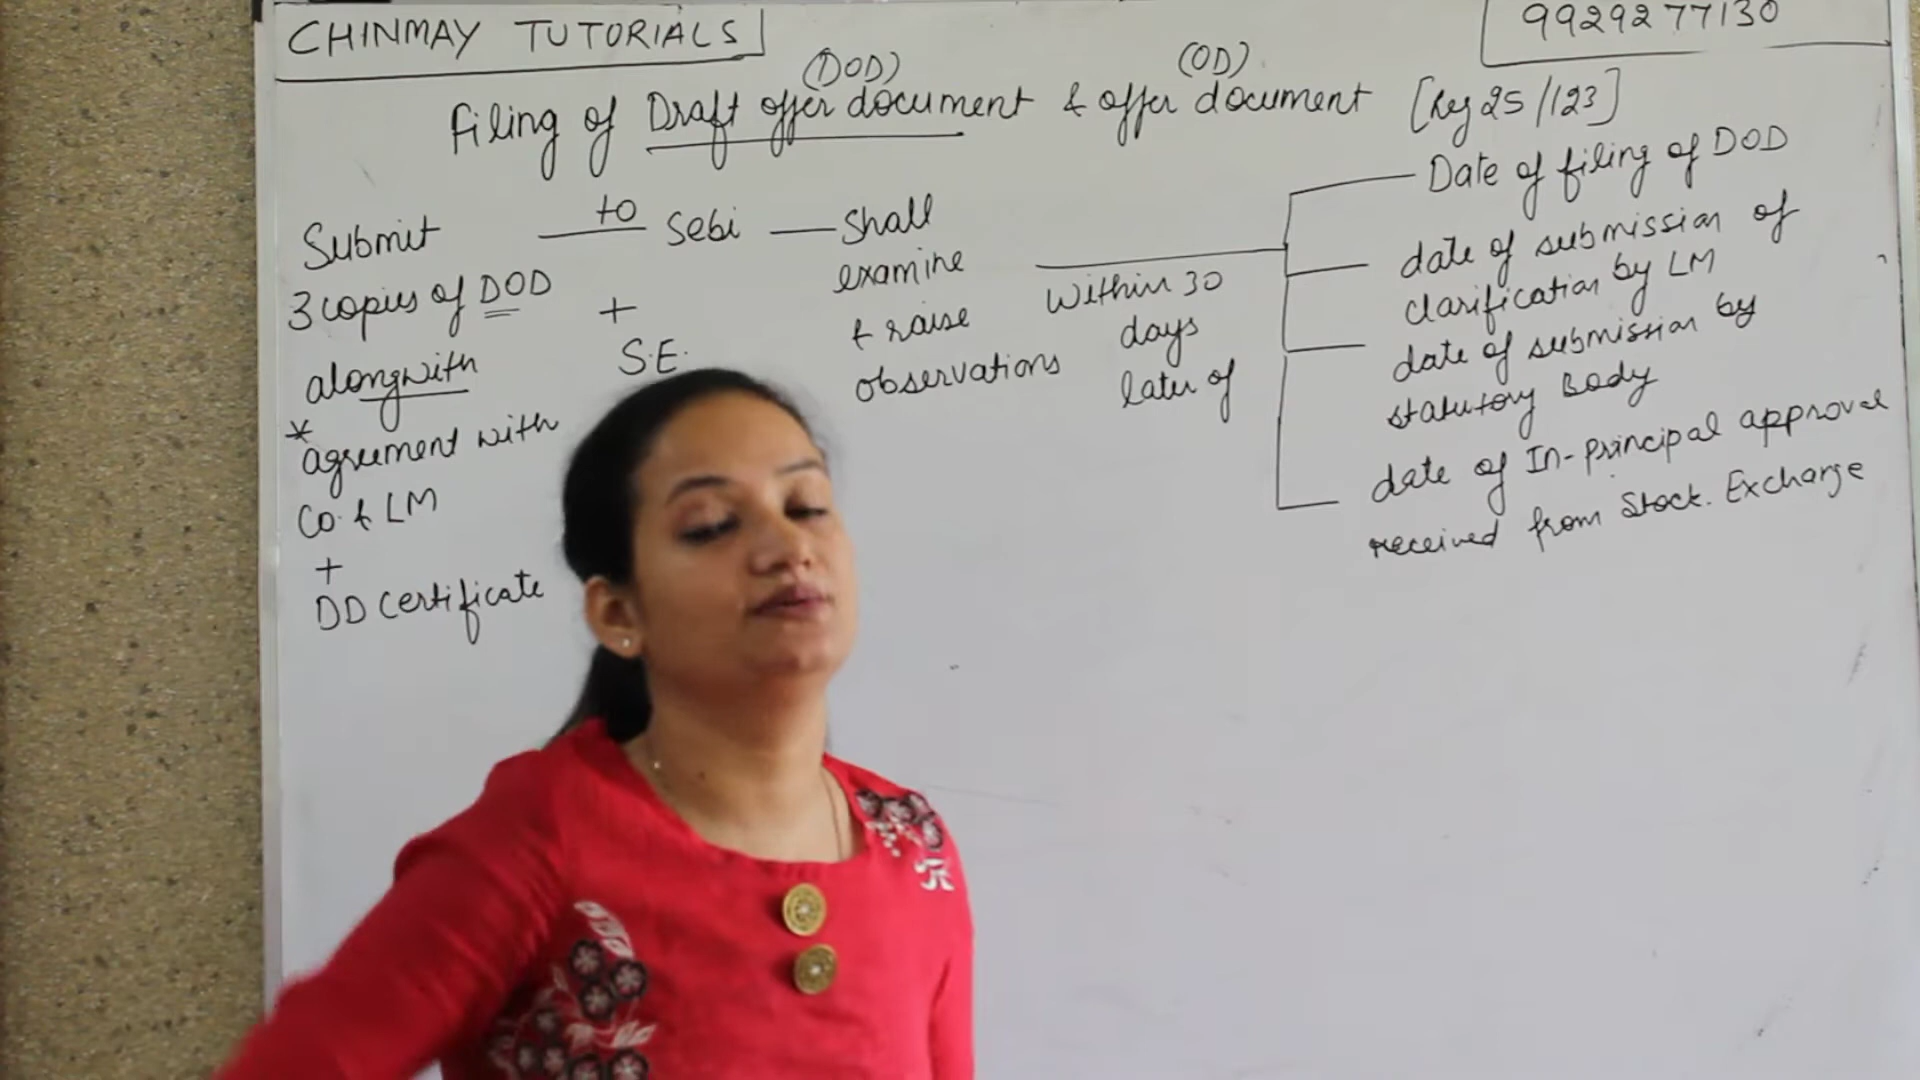 CHINMAY TUTORIALS
9929277130
(DOD)
(OD)
Filing of Draft offer document & offer document [Reg 25/123]
Submit
3 copies of DOD
alongwith
*
agreement with
Co. & LM
+
DD Certificate
to Sebi
+
S.E.
Shall
examine
& raise
observations
Within 30
days
later of
Date of filing of DOD
date of submission of
clarification by LM
date of submission by
statutory Body
date of In-principal approval
received from Stock. Exchange